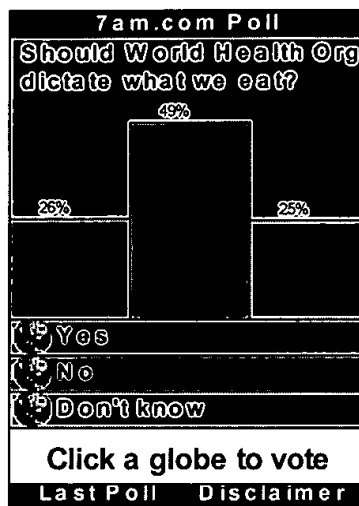 7am.com Poll
Should World Health Org
dictate what we eat?
49%
26% 25%
Yes
No
Don't know
Click a globe to vote
Last Poll Disclaimer